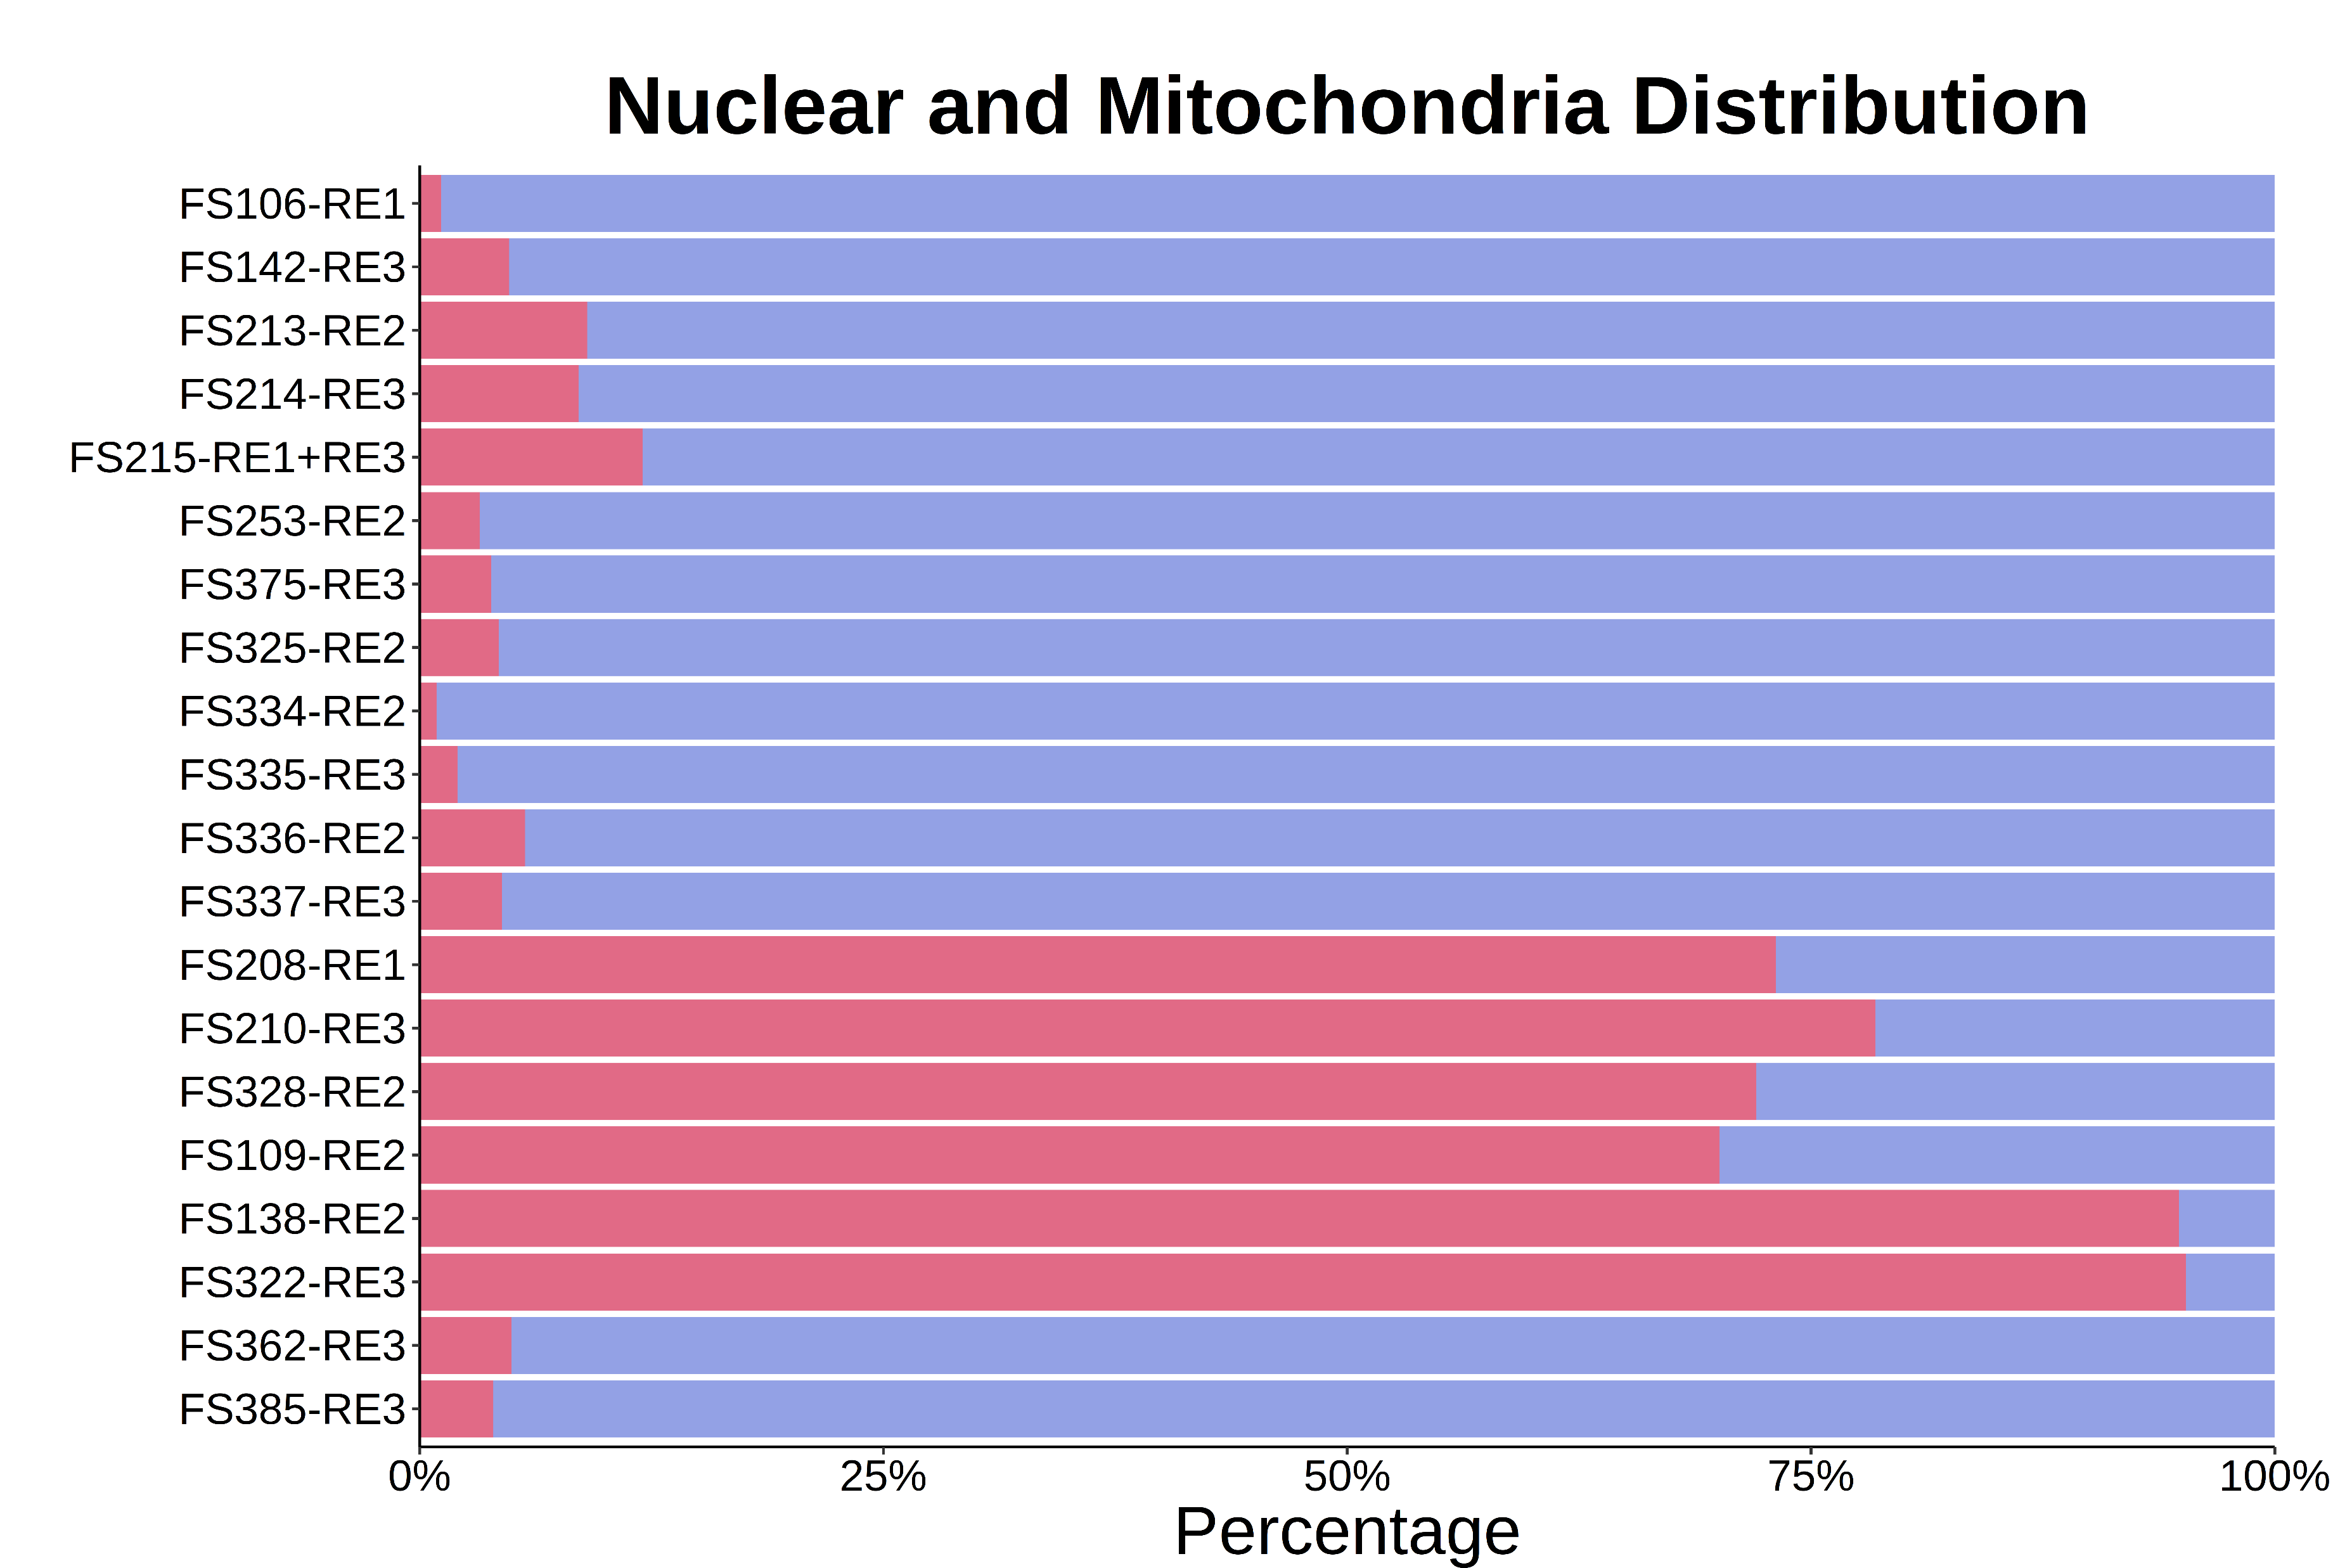 Nuclear and Mitochondria Distribution
FS106-RE1
FS142-RE3
FS213-RE2
FS214-RE3
FS215-RE1+RE3
FS253-RE2
FS375-RE3
FS325-RE2
FS334-RE2
FS335-RE3
FS336-RE2
FS337-RE3
FS208-RE1
FS210-RE3
FS328-RE2
FS109-RE2
FS138-RE2
FS322-RE3
FS362-RE3
FS385-RE3
0% 25% 50% 75% 100%
Percentage